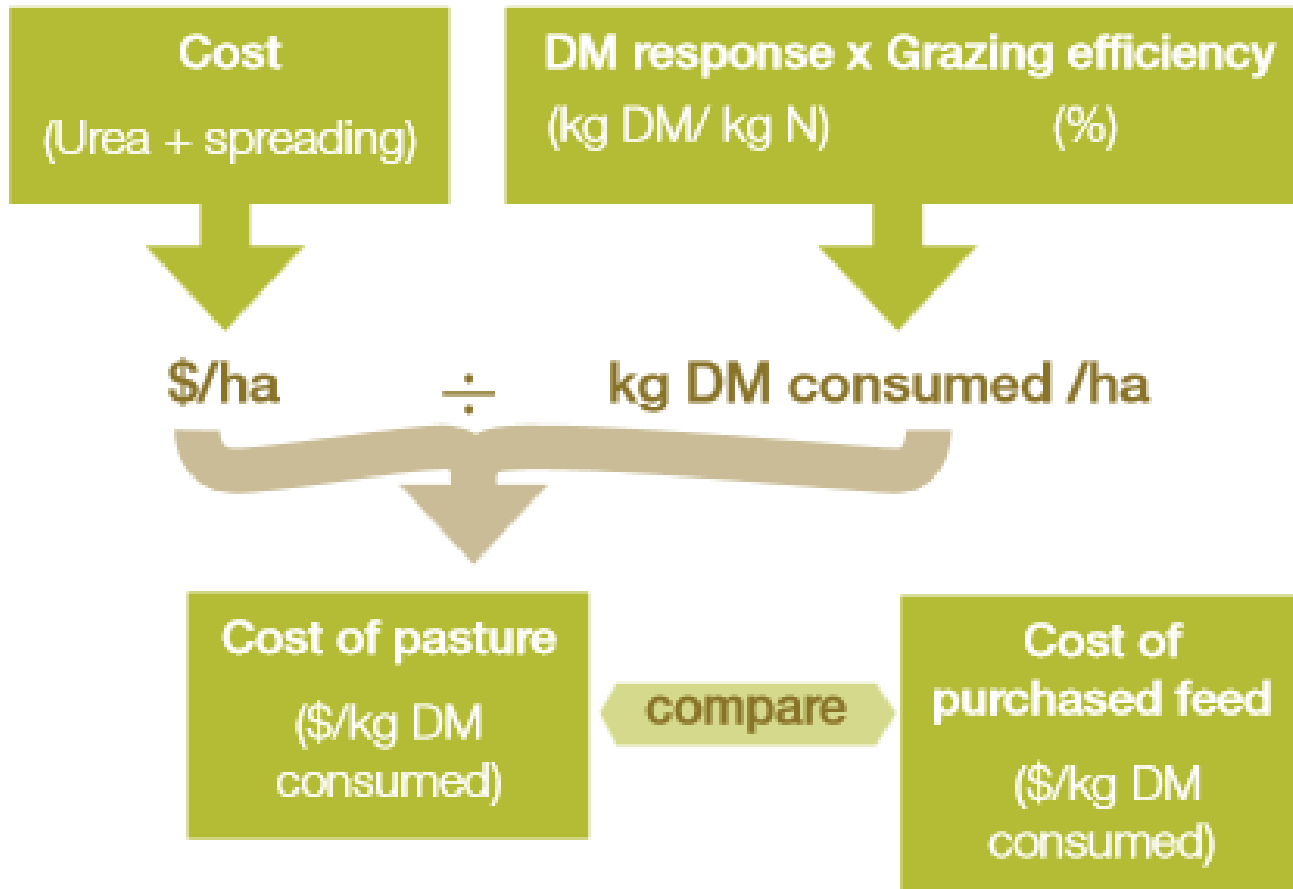 Cost
(Urea + spreading)
DM response x Grazing efficiency
(kg DM/ kg N) (%)
$/ha ÷ kg DM consumed /ha
Cost of pasture
($/kg DM
consumed)
compare
Cost of
purchased feed
($/kg DM
consumed)